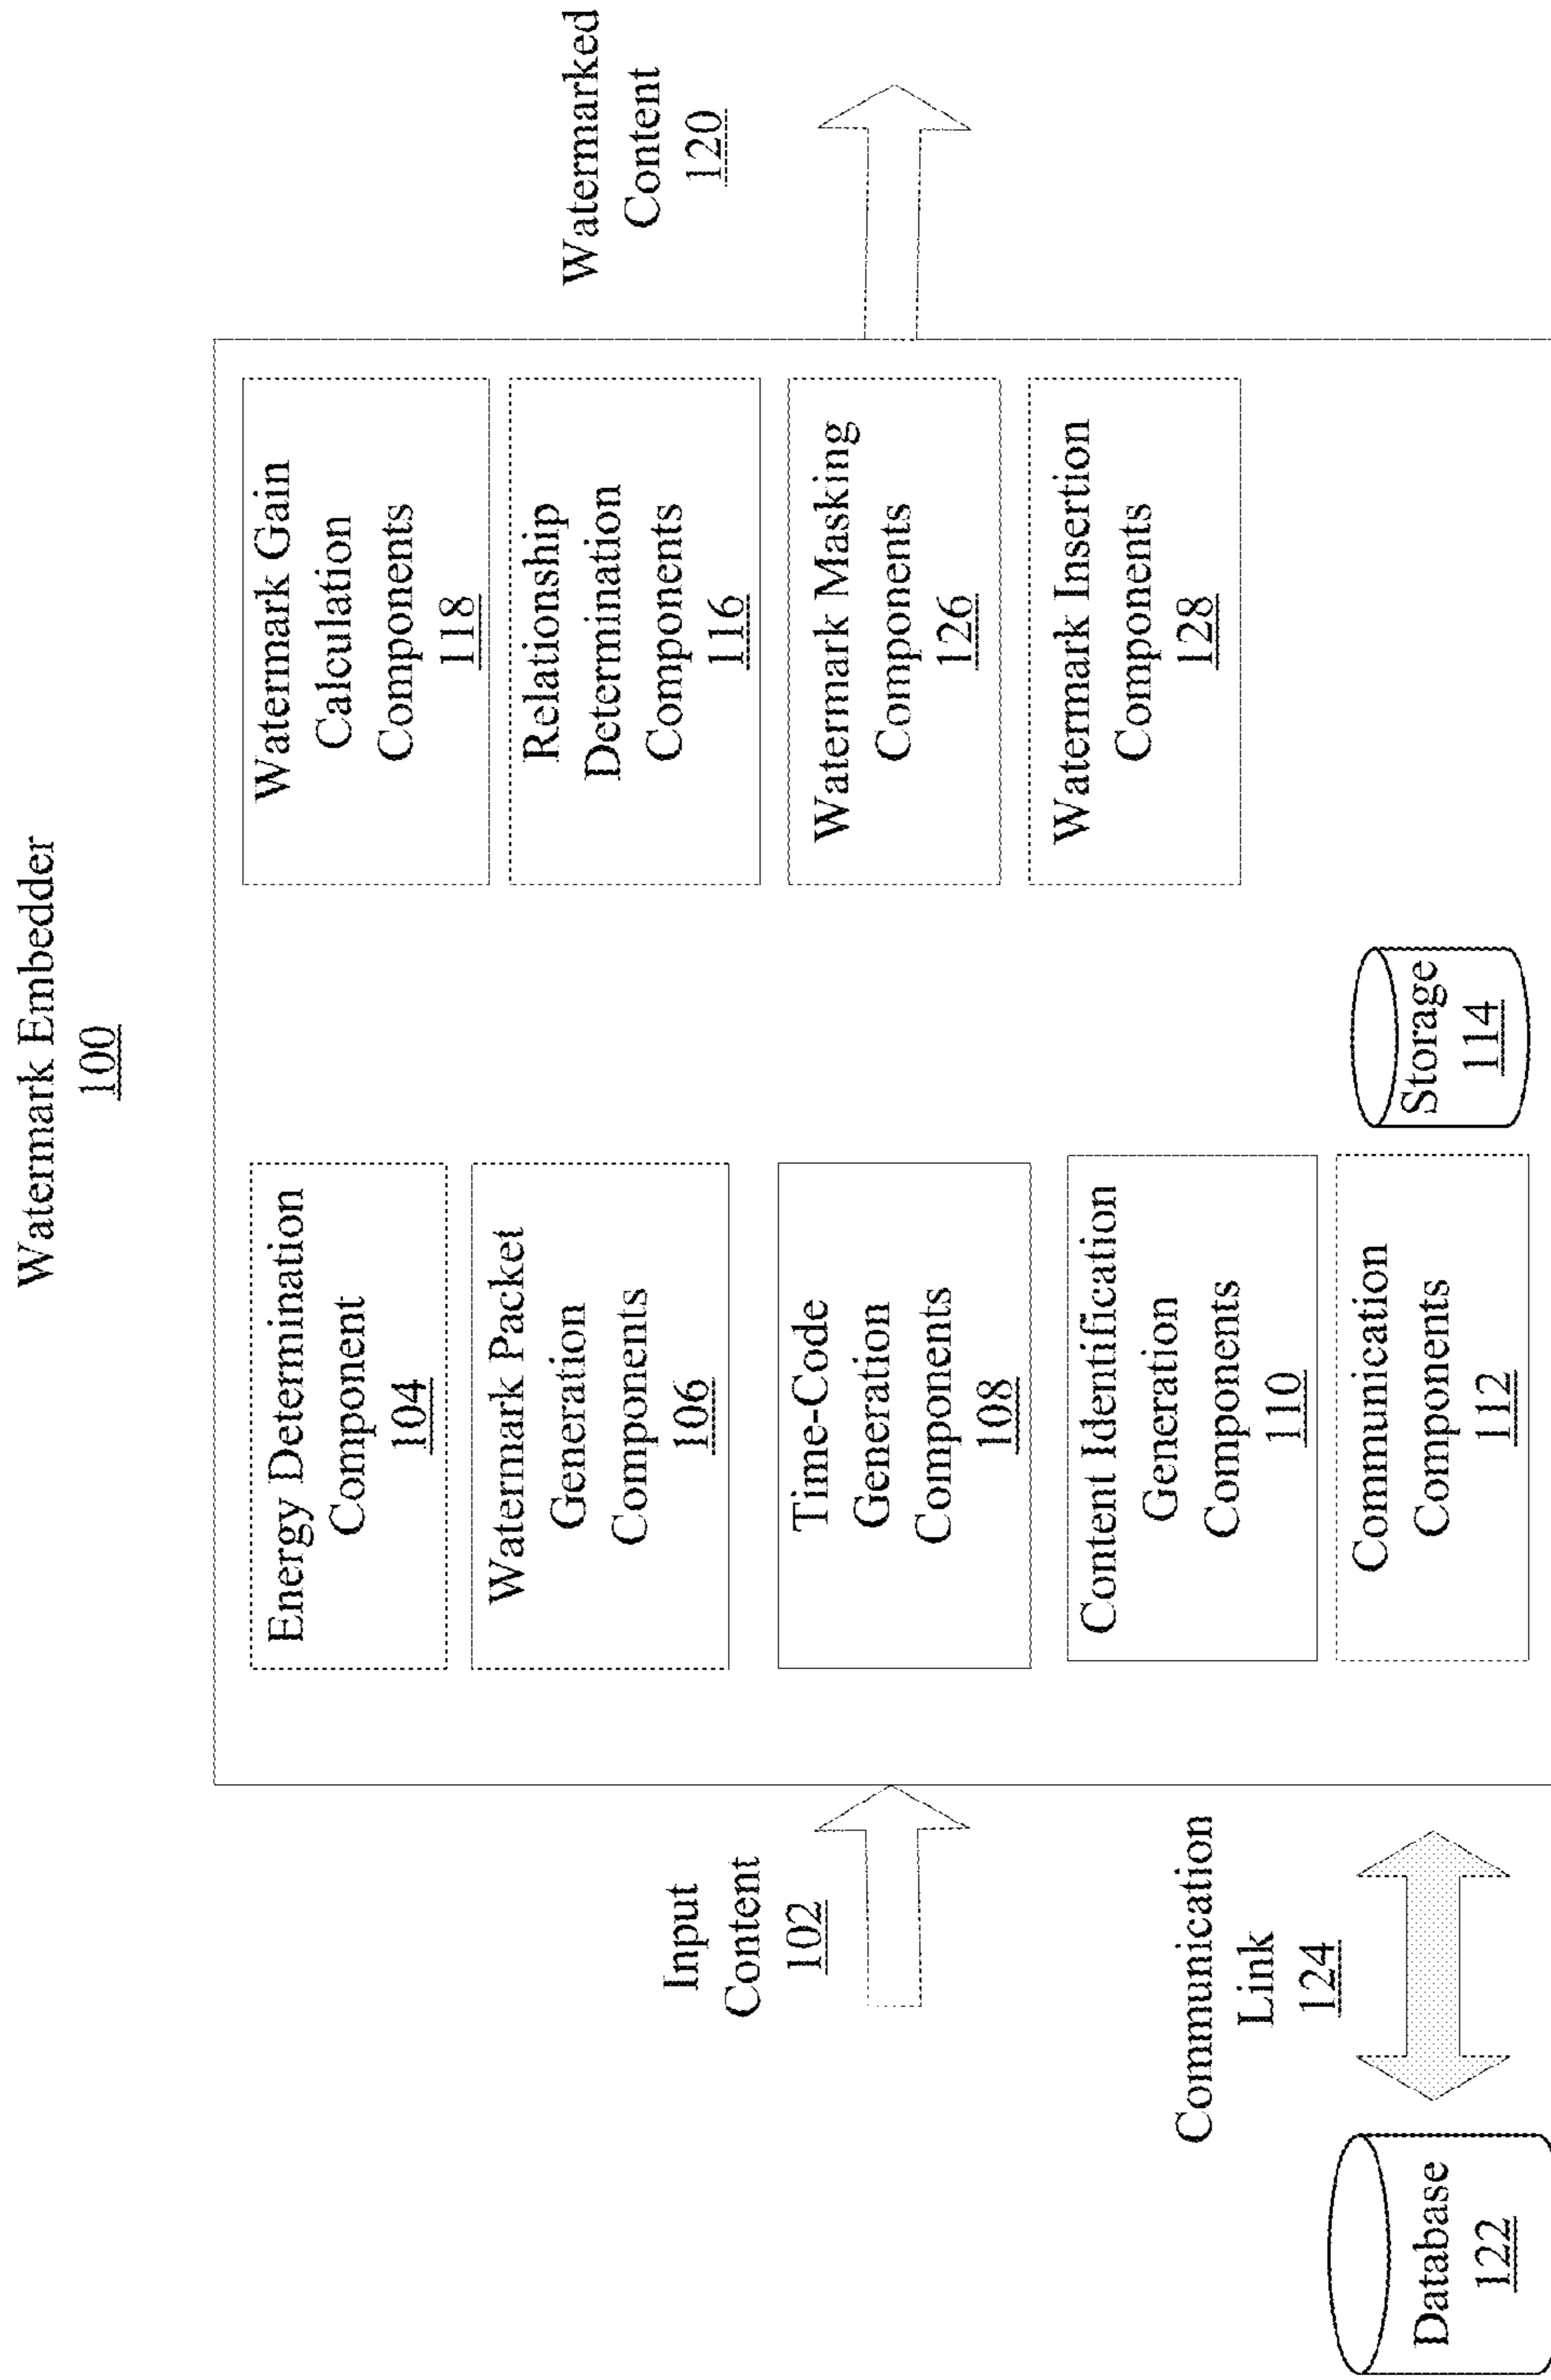 Watermark Embedder
100
Input
Content
102
Communication
Link
124
Database
122
Energy Determination
Component
104
Watermark Packet
Generation
Components
106
Time-Code
Generation
Components
108
Content Identification
Generation
Components
110
Communication
Components
112
Storage
114
Watermark Gain
Calculation
Components
118
Relationship
Determination
Components
116
Watermark Masking
Components
126
Watermark Insertion
Components
128
Watermarked
Content
120